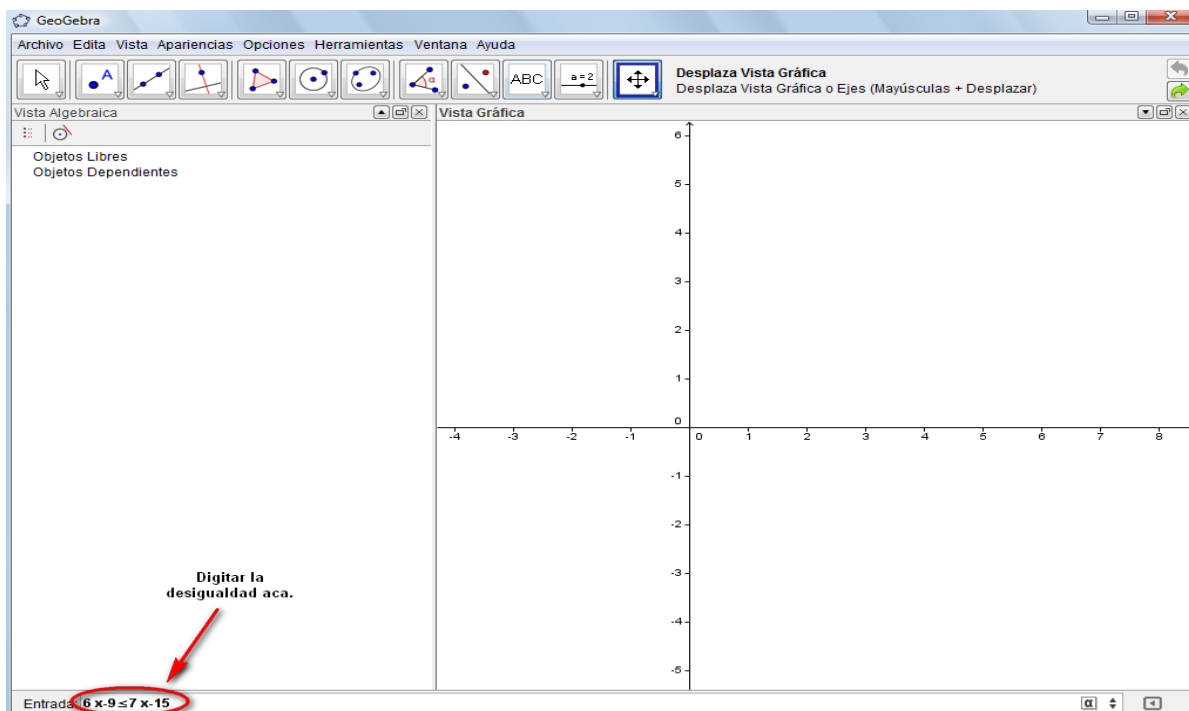 GeoGebra
Archivo Edita Vista Apariencias Opciones Herramientas Ventana Ayuda
A
α
ABC
a=2
Desplaza Vista Gráfica
Desplaza Vista Gráfica o Ejes (Mayúsculas + Desplazar)
Vista Algebraica
Vista Gráfica
Objetos Libres
Objetos Dependientes
6
5
4
3
2
1
0
-4 -3 -2 -1 0 1 2 3 4 5 6 7 8
-1
-2
-3
-4
-5
Digitar la
desigualdad aca.
Entrada: 6 x-9≤7 x-15
α